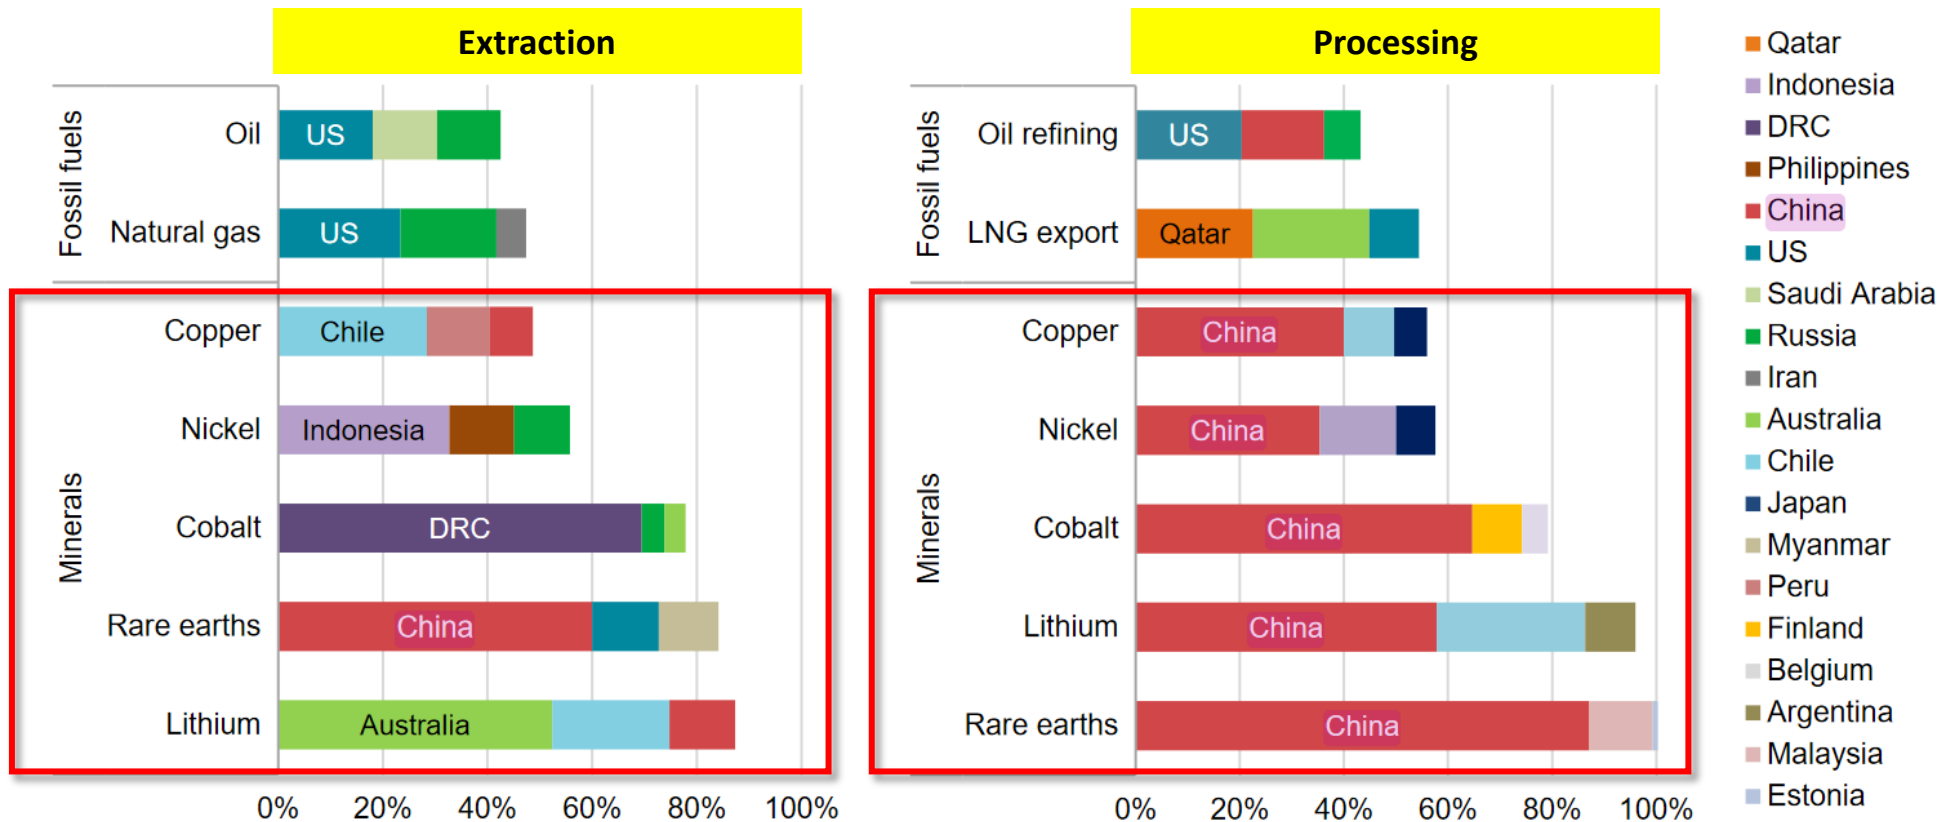 Extraction
Fossil fuels
Oil
US
Natural gas
US
Minerals
Copper
Chile
Nickel
Indonesia
Cobalt
DRC
Rare earths
China
Lithium
Australia
0% 20% 40% 60% 80% 100%
Processing
Fossil fuels
Oil refining
US
LNG export
Qatar
Minerals
Copper
China
Nickel
China
Cobalt
China
Lithium
China
Rare earths
China
0% 20% 40% 60% 80% 100%
Qatar
Indonesia
DRC
Philippines
China
US
Saudi Arabia
Russia
Iran
Australia
Chile
Japan
Myanmar
Peru
Finland
Belgium
Argentina
Malaysia
Estonia